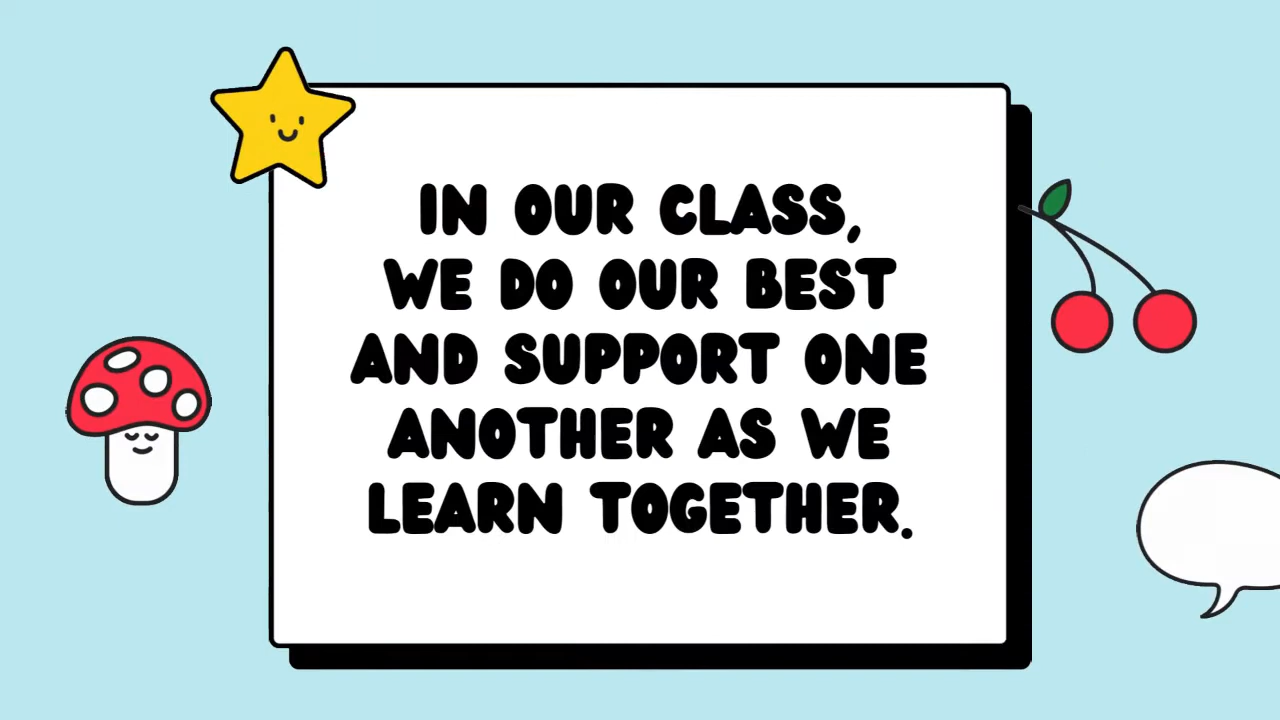 IN OUR CLASS,
WE DO OUR BEST
AND SUPPORT ONE
ANOTHER AS WE
LEARN TOGETHER.